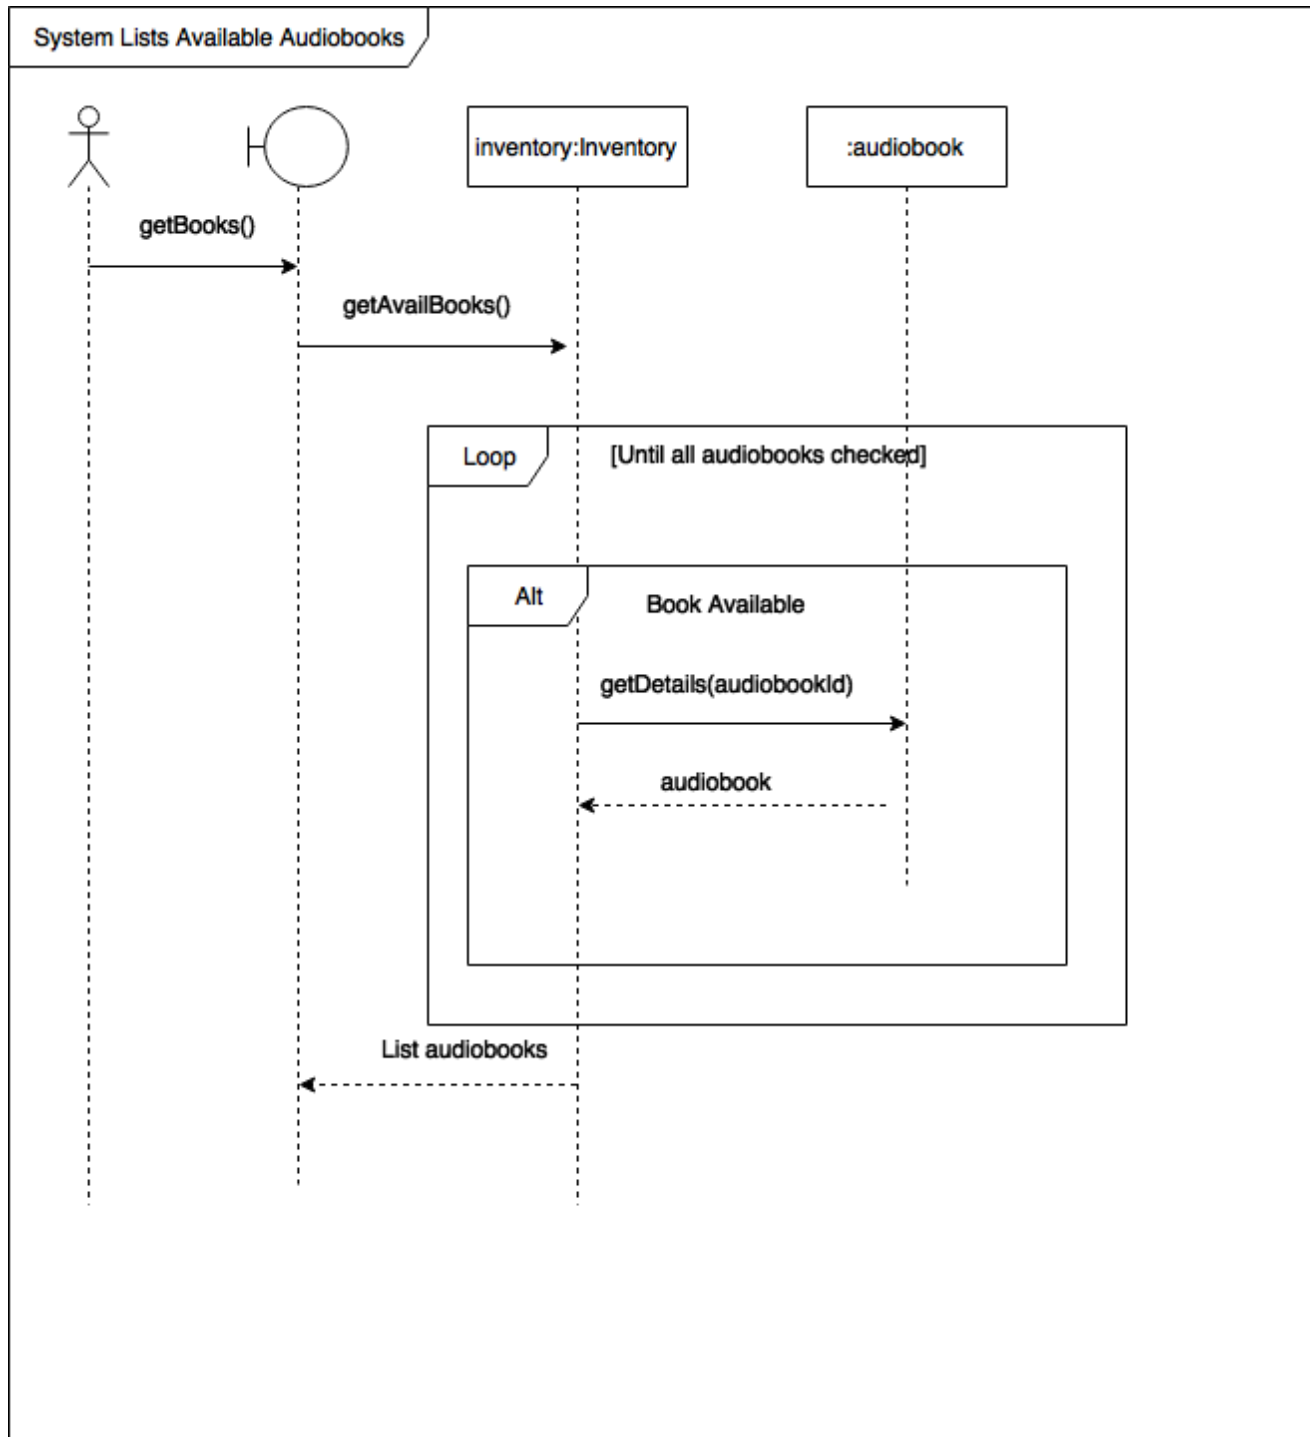 System Lists Available Audiobooks
inventory:Inventory
:audiobook
getBooks()
getAvailBooks()
Loop
[Until all audiobooks checked]
Alt
Book Available
getDetails(audiobookId)
audiobook
List audiobooks